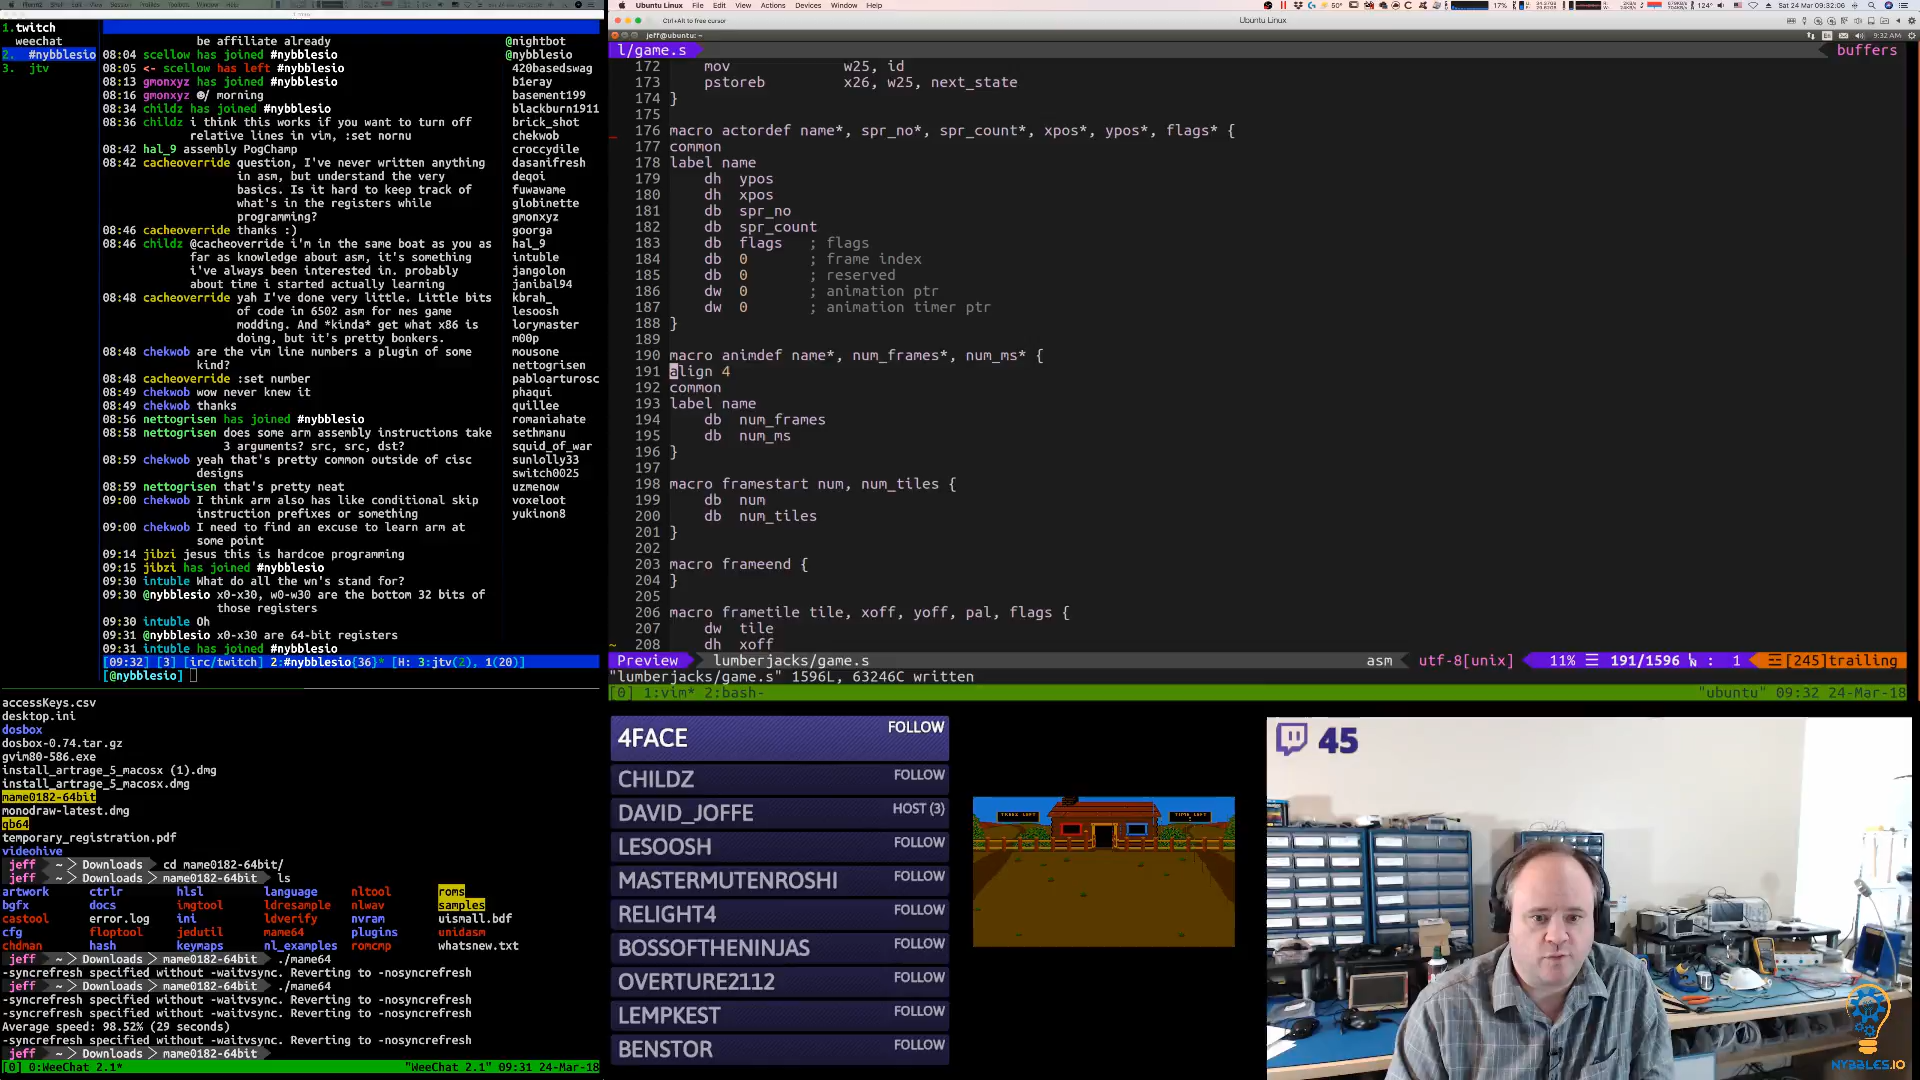 Ubuntu Linux File Edit View Actions Devices Window Help
17%
124°
Sat 24 Mar 09:32:06
Ctrl+Alt to free cursor
Ubuntu Linux
jeff@ubuntu: ~
9:32 AM
1.twitch
weechat
2. #nybblesio
3. jtv
be affiliate already
08:04 scellow has joined #nybblesio
08:05 <- scellow has left #nybblesio
08:13 gmonxyz has joined #nybblesio
08:16 gmonxyz ☻/ morning
08:34 childz has joined #nybblesio
08:36 childz i think this works if you want to turn off
relative lines in vim, :set nornu
08:42 hal_9 assembly PogChamp
08:42 cacheoverride question, I've never written anything
in asm, but understand the very
basics. Is it hard to keep track of
what's in the registers while
programming?
08:46 cacheoverride thanks :)
08:46 childz @cacheoverride i'm in the same boat as you as
far as knowledge about asm, it's something
i've always been interested in. probably
about time i started actually learning
08:48 cacheoverride yah I've done very little. Little bits
of code in 6502 asm for nes game
modding. And *kinda* get what x86 is
doing, but it's pretty bonkers.
08:48 chekwob are the vim line numbers a plugin of some
kind?
08:48 cacheoverride :set number
08:49 chekwob wow never knew it
08:49 chekwob thanks
08:56 nettogrisen has joined #nybblesio
08:58 nettogrisen does some arm assembly instructions take
3 arguments? src, src, dst?
08:59 chekwob yeah that's pretty common outside of cisc
designs
08:59 nettogrisen that's pretty neat
09:00 chekwob I think arm also has like conditional skip
instruction prefixes or something
09:00 chekwob I need to find an excuse to learn arm at
some point
09:14 jibzi jesus this is hardcoe programming
09:15 jibzi has joined #nybblesio
09:30 intuble What do all the wn's stand for?
09:30 @nybblesio x0-x30, w0-w30 are the bottom 32 bits of
those registers
09:30 intuble Oh
09:31 @nybblesio x0-x30 are 64-bit registers
09:31 intuble has joined #nybblesio
[09:32] [3] [irc/twitch] 2:#nybblesio{36}* [H: 3:jtv(2), 1(20)]
[@nybblesio]
@nightbot
@nybblesio
420basedswag
b1eray
basement199
blackburn1911
brick_shot
chekwob
croccydile
dasanifresh
deqoi
fuwawame
globinette
gmonxyz
goorga
hal_9
intuble
jangolon
janibal94
kbrah_
lesoosh
lorymaster
m00p
mousone
nettogrisen
pabloarturosc
phaqui
quillee
romaniahate
sethmanu
squid_of_war
sunlolly33
switch0025
uzmenow
voxeloot
yukinon8
l/game.s
buffers
172 mov w25, id
173 pstoreb x26, w25, next_state
174 }
175
176 macro actordef name*, spr_no*, spr_count*, xpos*, ypos*, flags* {
177 common
178 label name
179 dh ypos
180 dh xpos
181 db spr_no
182 db spr_count
183 db flags ; flags
184 db 0 ; frame index
185 db 0 ; reserved
186 dw 0 ; animation ptr
187 dw 0 ; animation timer ptr
188 }
189
190 macro animdef name*, num_frames*, num_ms* {
191 align 4
192 common
193 label name
194 db num_frames
195 db num_ms
196 }
197
198 macro framestart num, num_tiles {
199 db num
200 db num_tiles
201 }
202
203 macro frameend {
204 }
205
206 macro frametile tile, xoff, yoff, pal, flags {
207 dw tile
208 dh xoff
Preview lumberjacks/game.s asm utf-8[unix] 11% ☰ 191/1596 : 1 ☲[245]trailing
"lumberjacks/game.s" 1596L, 63246C written
[0] 1:vim* 2:bash- "ubuntu" 09:32 24-Mar-18
accessKeys.csv
desktop.ini
dosbox
dosbox-0.74.tar.gz
gvim80-586.exe
install_artrage_5_macosx (1).dmg
install_artrage_5_macosx.dmg
mame0182-64bit
monodraw-latest.dmg
gb64
temporary_registration.pdf
videohive
jeff ~ > Downloads > cd mame0182-64bit/
jeff ~ > Downloads > mame0182-64bit > ls
artwork ctrlr hlsl language nltool roms
bgfx docs imgtool ldresample nlwav samples
castool error.log ini ldverify nvram uismall.bdf
cfg floptool jedutil mame64 plugins unidasm
chdman hash keymaps nl_examples romcmp whatsnew.txt
jeff ~ > Downloads > mame0182-64bit > ./mame64
-syncrefresh specified without -waitvsync. Reverting to -nosyncrefresh
jeff ~ > Downloads > mame0182-64bit > ./mame64
-syncrefresh specified without -waitvsync. Reverting to -nosyncrefresh
-syncrefresh specified without -waitvsync. Reverting to -nosyncrefresh
Average speed: 98.52% (29 seconds)
-syncrefresh specified without -waitvsync. Reverting to -nosyncrefresh
jeff ~ > Downloads > mame0182-64bit >
[0] 0:WeeChat 2.1* "WeeChat 2.1" 09:31 24-Mar-18
4FACE FOLLOW
CHILDZ FOLLOW
DAVID_JOFFE HOST (3)
LESOOSH FOLLOW
MASTERMUTENROSHI FOLLOW
RELIGHT4 FOLLOW
BOSSOFTHENINJAS FOLLOW
OVERTURE2112 FOLLOW
LEMPKEST FOLLOW
BENSTOR FOLLOW
45
NYBBLES.IO